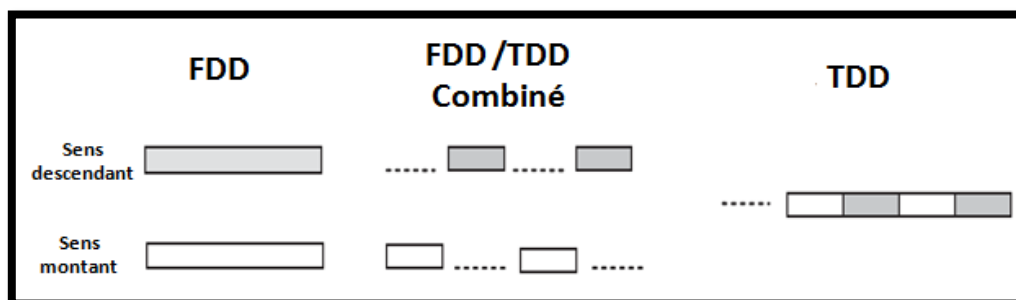 FDD
FDD /TDD
Combiné
TDD
Sens
descendant
Sens
montant